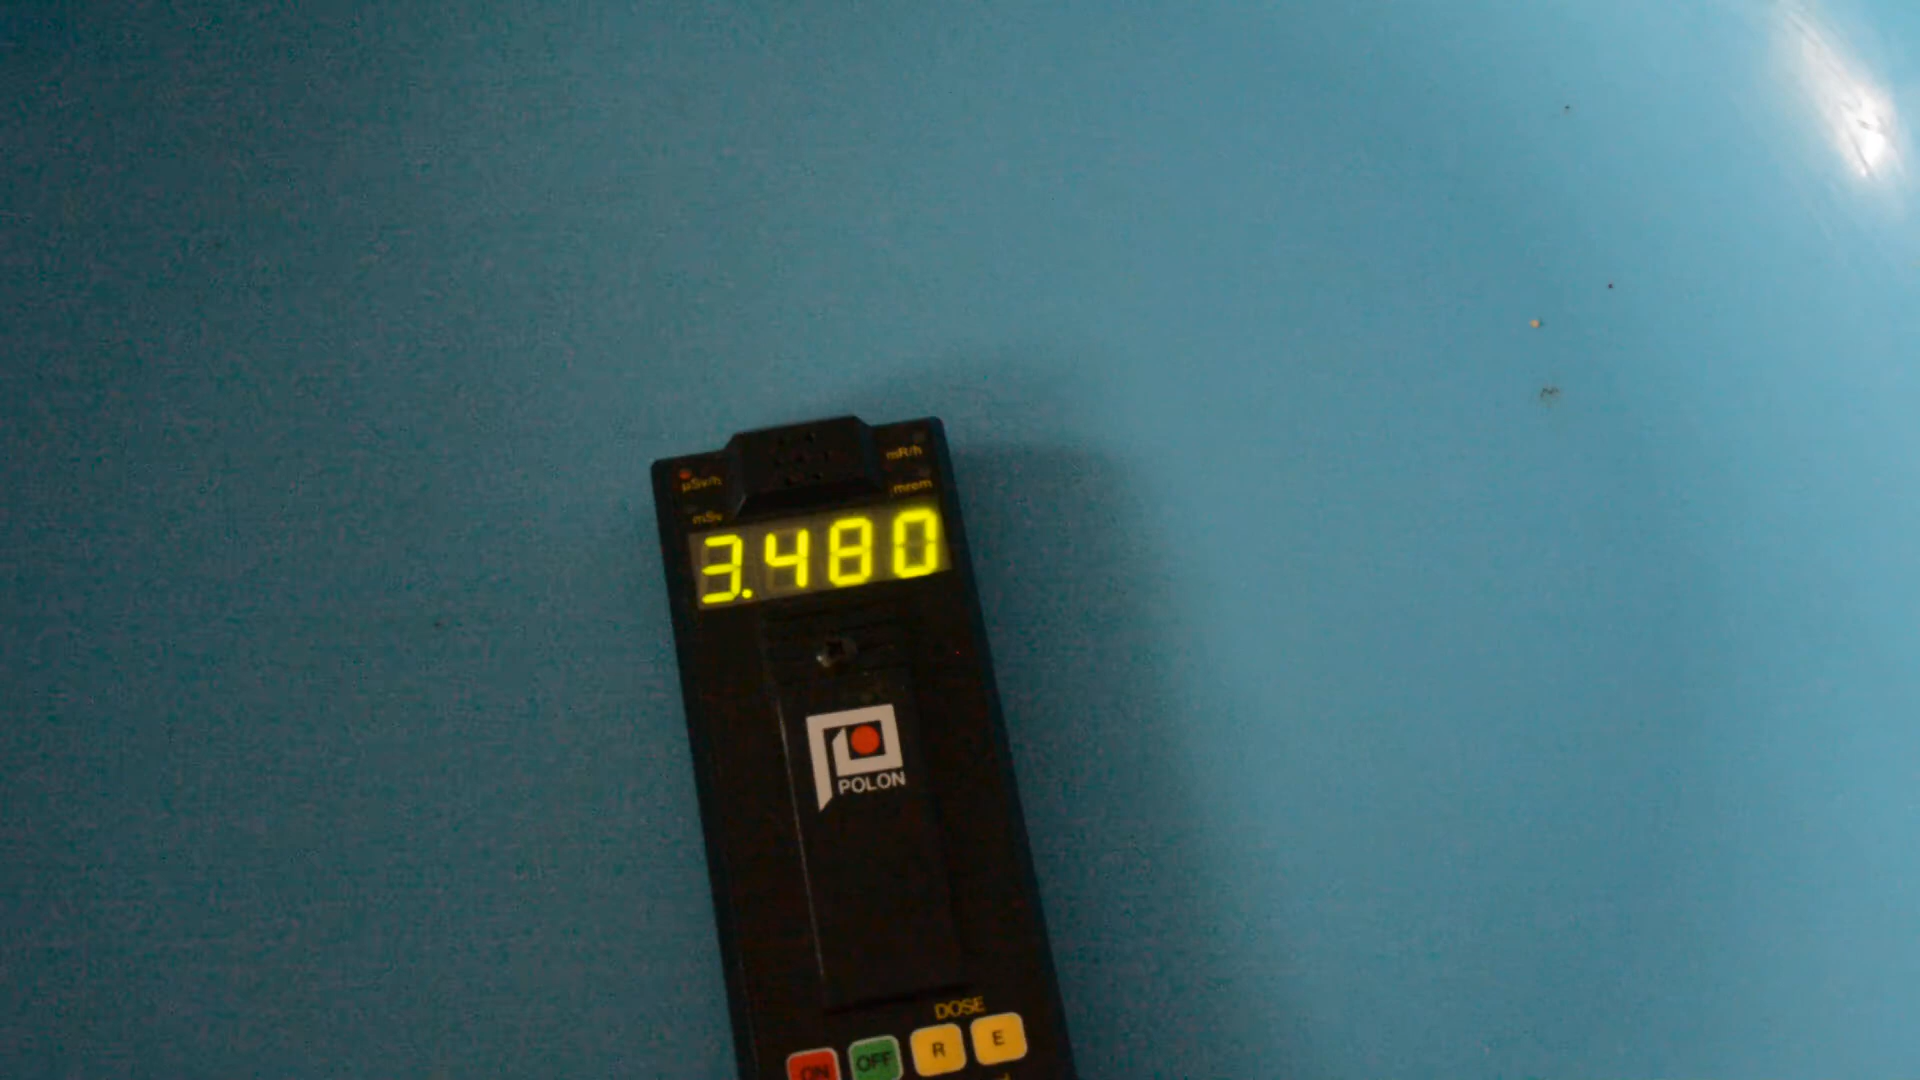 µSv/h
mR/h
mSv
mrem
3.480
POLON
DOSE
ON
OFF
R
E